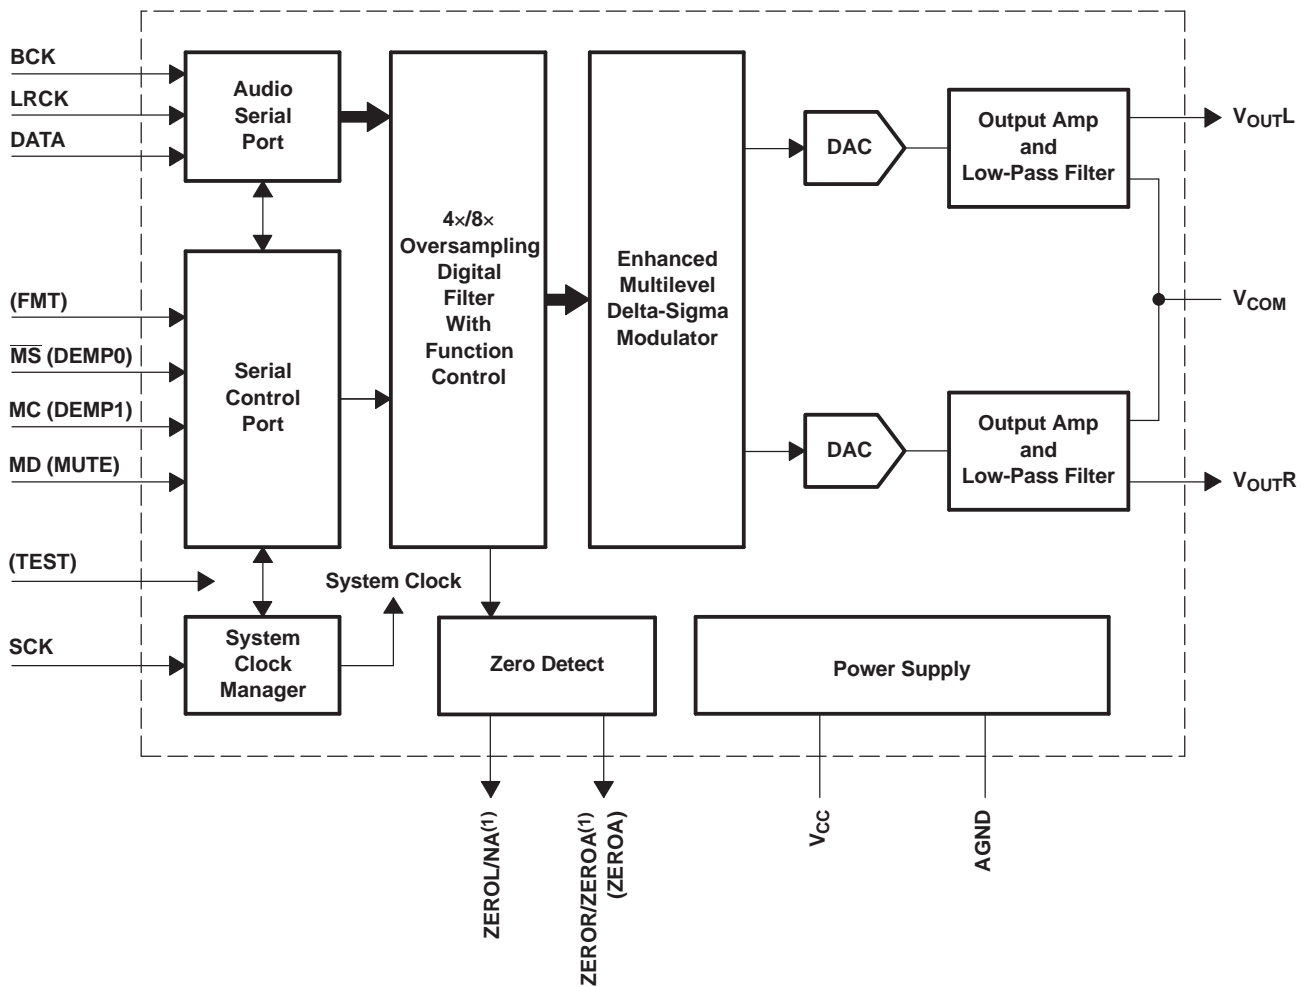 BCK
LRCK
DATA
Audio
Serial
Port
(FMT)
MS (DEMP0)
MC (DEMP1)
MD (MUTE)
Serial
Control
Port
(TEST)
SCK
System
Clock
Manager
System Clock
4×/8×
Oversampling
Digital
Filter
With
Function
Control
Enhanced
Multilevel
Delta-Sigma
Modulator
DAC
Output Amp
and
Low-Pass Filter
VOUTL
VCOM
DAC
Output Amp
and
Low-Pass Filter
VOUTR
Zero Detect
Power Supply
ZEROL/NA(1)
ZEROR/ZEROA(1)
(ZEROA)
VCC
AGND